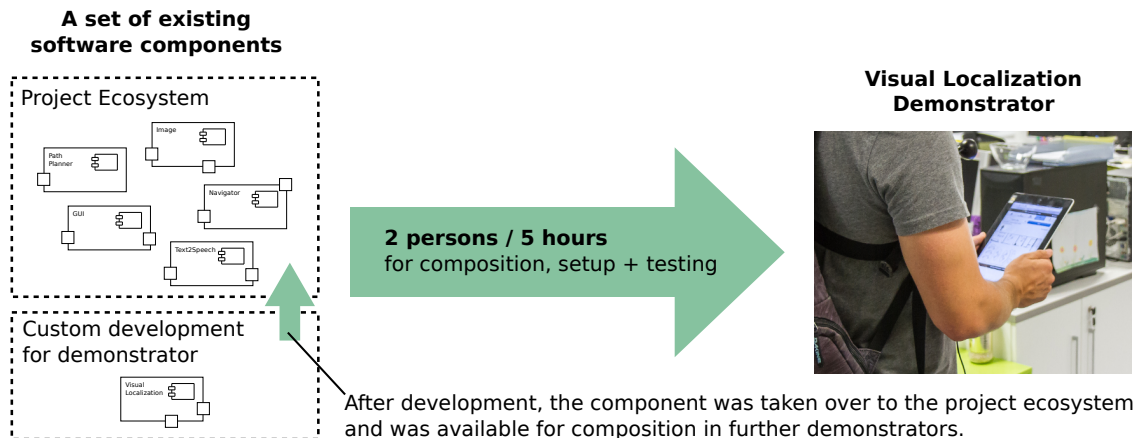 A set of existing
software components
Project Ecosystem
Image
Path
Planner
Navigator
GUI
Text2Speech
Custom development
for demonstrator
Visual
Localization
2 persons / 5 hours
for composition, setup + testing
Visual Localization
Demonstrator
After development, the component was taken over to the project ecosystem
and was available for composition in further demonstrators.